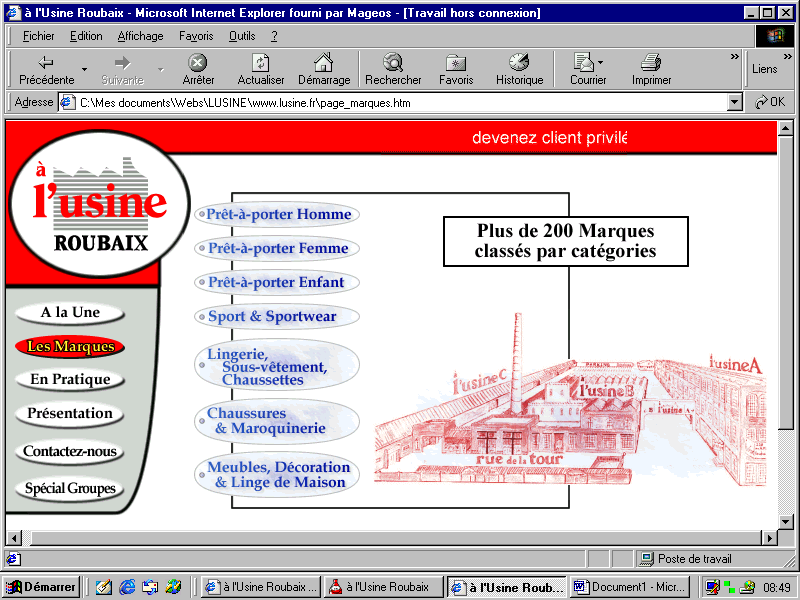 à l'Usine Roubaix - Microsoft Internet Explorer fourni par Mageos - [Travail hors connexion]
Fichier Edition Affichage Favoris Outils ?
Précédente Suivante Arrêter Actualiser Démarrage Rechercher Favoris Historique Courrier Imprimer » Liens »
Adresse C:\Mes documents\Webs\LUSINE\www.lusine.fr\page_marques.htm OK
devenez client privilé
à
l'usine
ROUBAIX
A la Une
Les Marques
En Pratique
Présentation
Contactez-nous
Spécial Groupes
Prêt-à-porter Homme
Prêt-à-porter Femme
Prêt-à-porter Enfant
Sport & Sportwear
Lingerie,
Sous-vêtement,
Chaussettes
Chaussures
& Maroquinerie
Meubles, Décoration
& Linge de Maison
Plus de 200 Marques
classés par catégories
l'usine A
l'usine C
l'usine B
l'usine A
rue de la tour
Poste de travail
Démarrer à l'Usine Roubaix ... à l'Usine Roubaix à l'Usine Roub... Document1 - Micr... 08:49